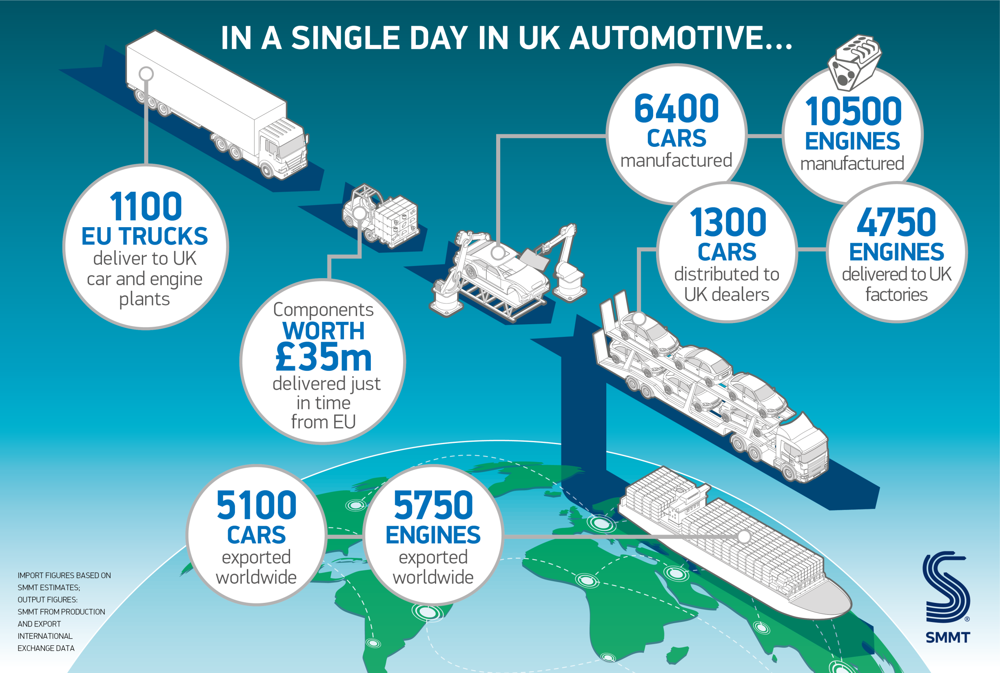 IN A SINGLE DAY IN UK AUTOMOTIVE...
1100
EU TRUCKS
deliver to UK
car and engine
plants
Components
WORTH
£35m
delivered just
in time
from EU
6400
CARS
manufactured
10500
ENGINES
manufactured
1300
CARS
distributed to
UK dealers
4750
ENGINES
delivered to UK
factories
5100
CARS
exported
worldwide
5750
ENGINES
exported
worldwide
IMPORT FIGURES BASED ON
SMMT ESTIMATES;
OUTPUT FIGURES:
SMMT FROM PRODUCTION
AND EXPORT
INTERNATIONAL
EXCHANGE DATA
®
SMMT